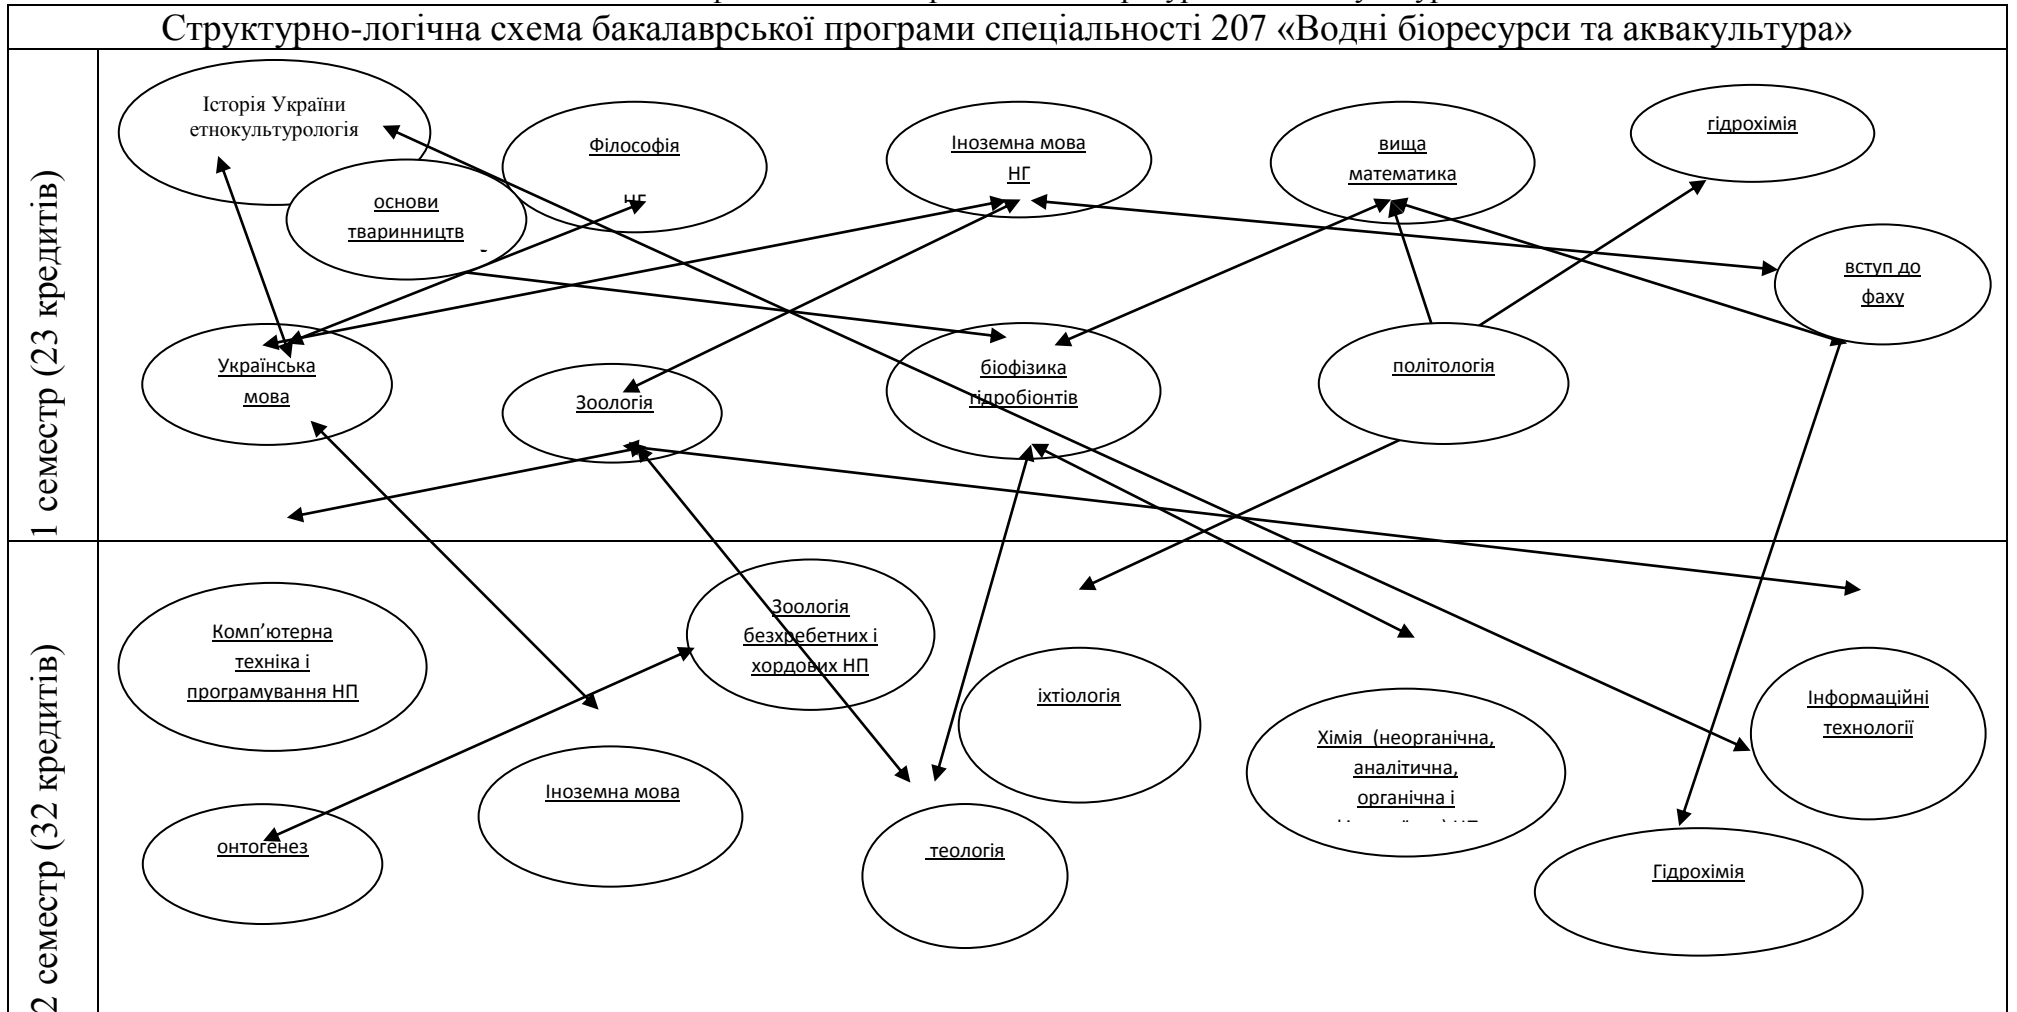 Структурно-логічна схема бакалаврської програми спеціальності 207 «Водні біоресурси та аквакультура»
1 семестр (23 кредитів)
Історія України
етнокультурологія
основи
тваринництв
Філософія
НГ
Іноземна мова
НГ
вища
математика
гідрохімія
вступ до
фаху
Українська
мова
Зоологія
біофізика
гідробіонтів
політологія
2 семестр (32 кредитів)
Комп’ютерна
техніка і
програмування НП
Зоологія
безхребетних і
хордових НП
іхтіологія
Хімія (неорганічна,
аналітична,
органічна і
Інформаційні
технології
онтогенез
Іноземна мова
теологія
Гідрохімія